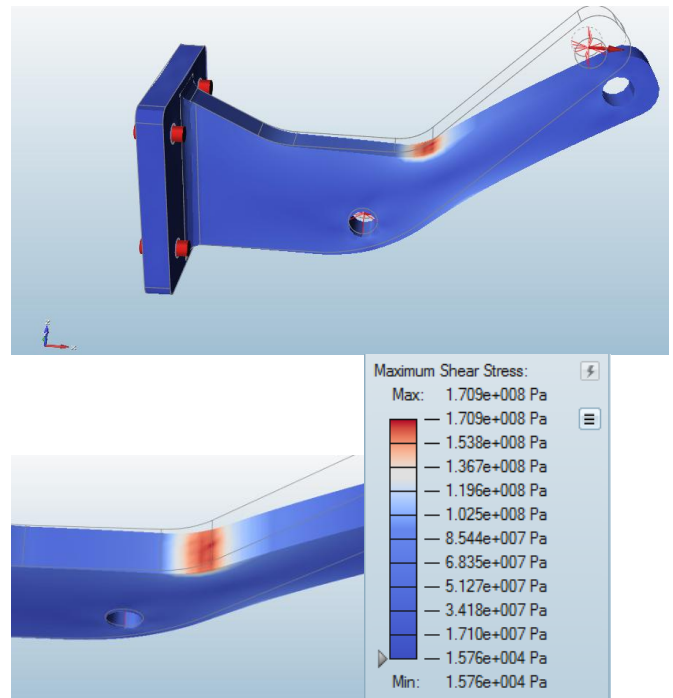 Maximum Shear Stress:
Max: 1.709e+008 Pa
1.709e+008 Pa
1.538e+008 Pa
1.367e+008 Pa
1.196e+008 Pa
1.025e+008 Pa
8.544e+007 Pa
6.835e+007 Pa
5.127e+007 Pa
3.418e+007 Pa
1.710e+007 Pa
1.576e+004 Pa
Min: 1.576e+004 Pa